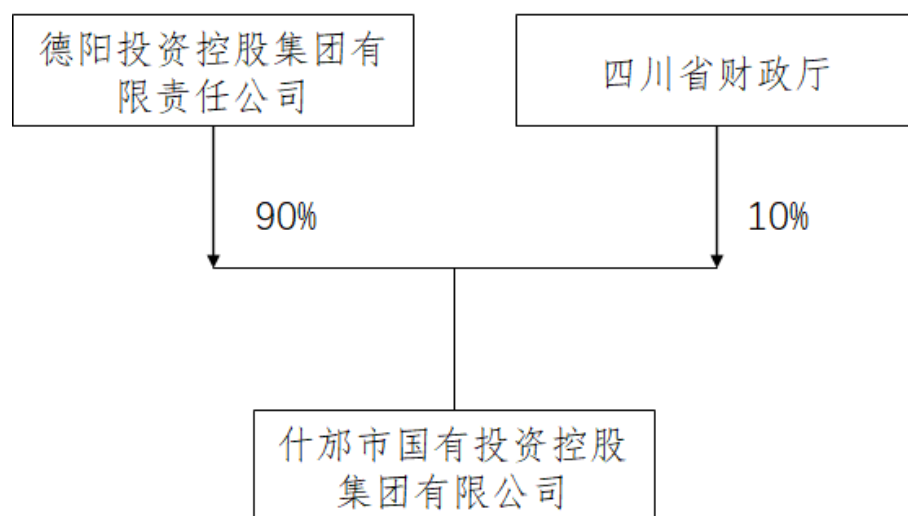 德阳投资控股集团有
限责任公司
四川省财政厅
90%
10%
什邡市国有投资控股
集团有限公司